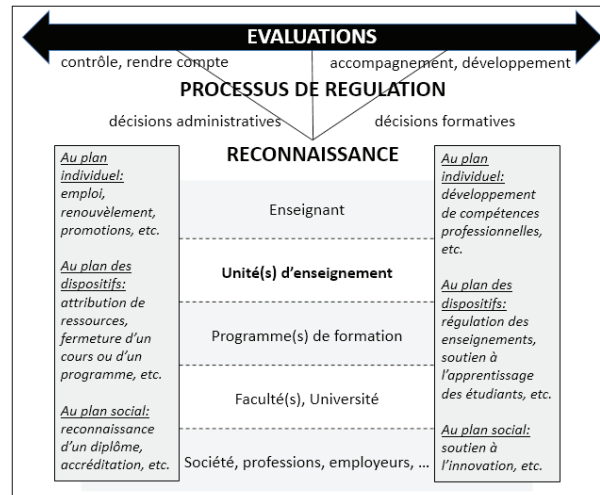 EVALUATIONS
contrôle, rendre compte
accompagnement, développement
PROCESSUS DE REGULATION
décisions administratives
décisions formatives
RECONNAISSANCE
Au plan
individuel:
emploi,
renouvèlement,
promotions, etc.
Au plan des
dispositifs:
attribution de
ressources,
fermeture d'un
cours ou d'un
programme, etc.
Au plan social:
reconnaissance
d'un diplôme,
accréditation, etc.
Enseignant
Unité(s) d'enseignement
Programme(s) de formation
Faculté(s), Université
Société, professions, employeurs, ...
Au plan
individuel:
développement
de compétences
professionnelles,
etc.
Au plan des
dispositifs:
régulation des
enseignements,
soutien à
l'apprentissage
des étudiants, etc.
Au plan social:
soutien à
l'innovation, etc.